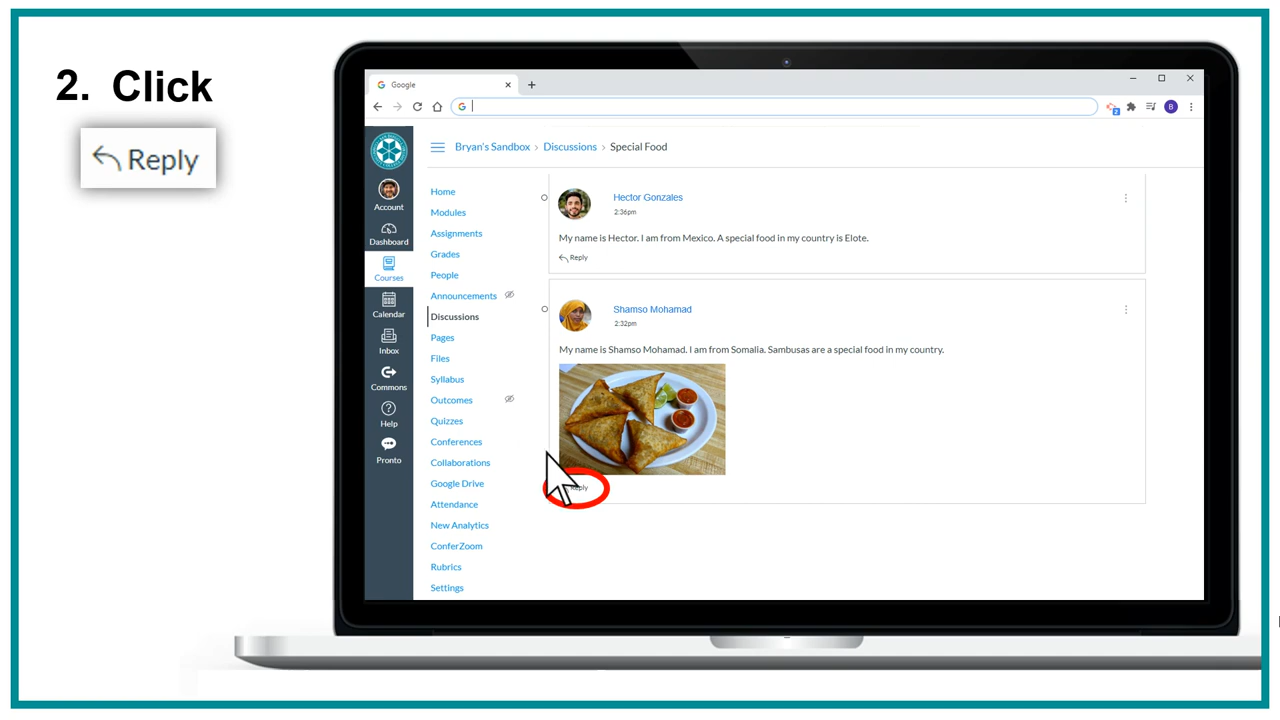 2. Click
Reply
Google
G
B
2
Bryan's Sandbox > Discussions > Special Food
Account
Dashboard
Courses
Calendar
Inbox
Commons
Help
Pronto
Home
Modules
Assignments
Grades
People
Announcements
Discussions
Pages
Files
Syllabus
Outcomes
Quizzes
Conferences
Collaborations
Google Drive
Attendance
New Analytics
ConferZoom
Rubrics
Settings
Hector Gonzales
2:36pm
My name is Hector. I am from Mexico. A special food in my country is Elote.
Reply
Shamso Mohamad
2:32pm
My name is Shamso Mohamad. I am from Somalia. Sambusas are a special food in my country.
Reply